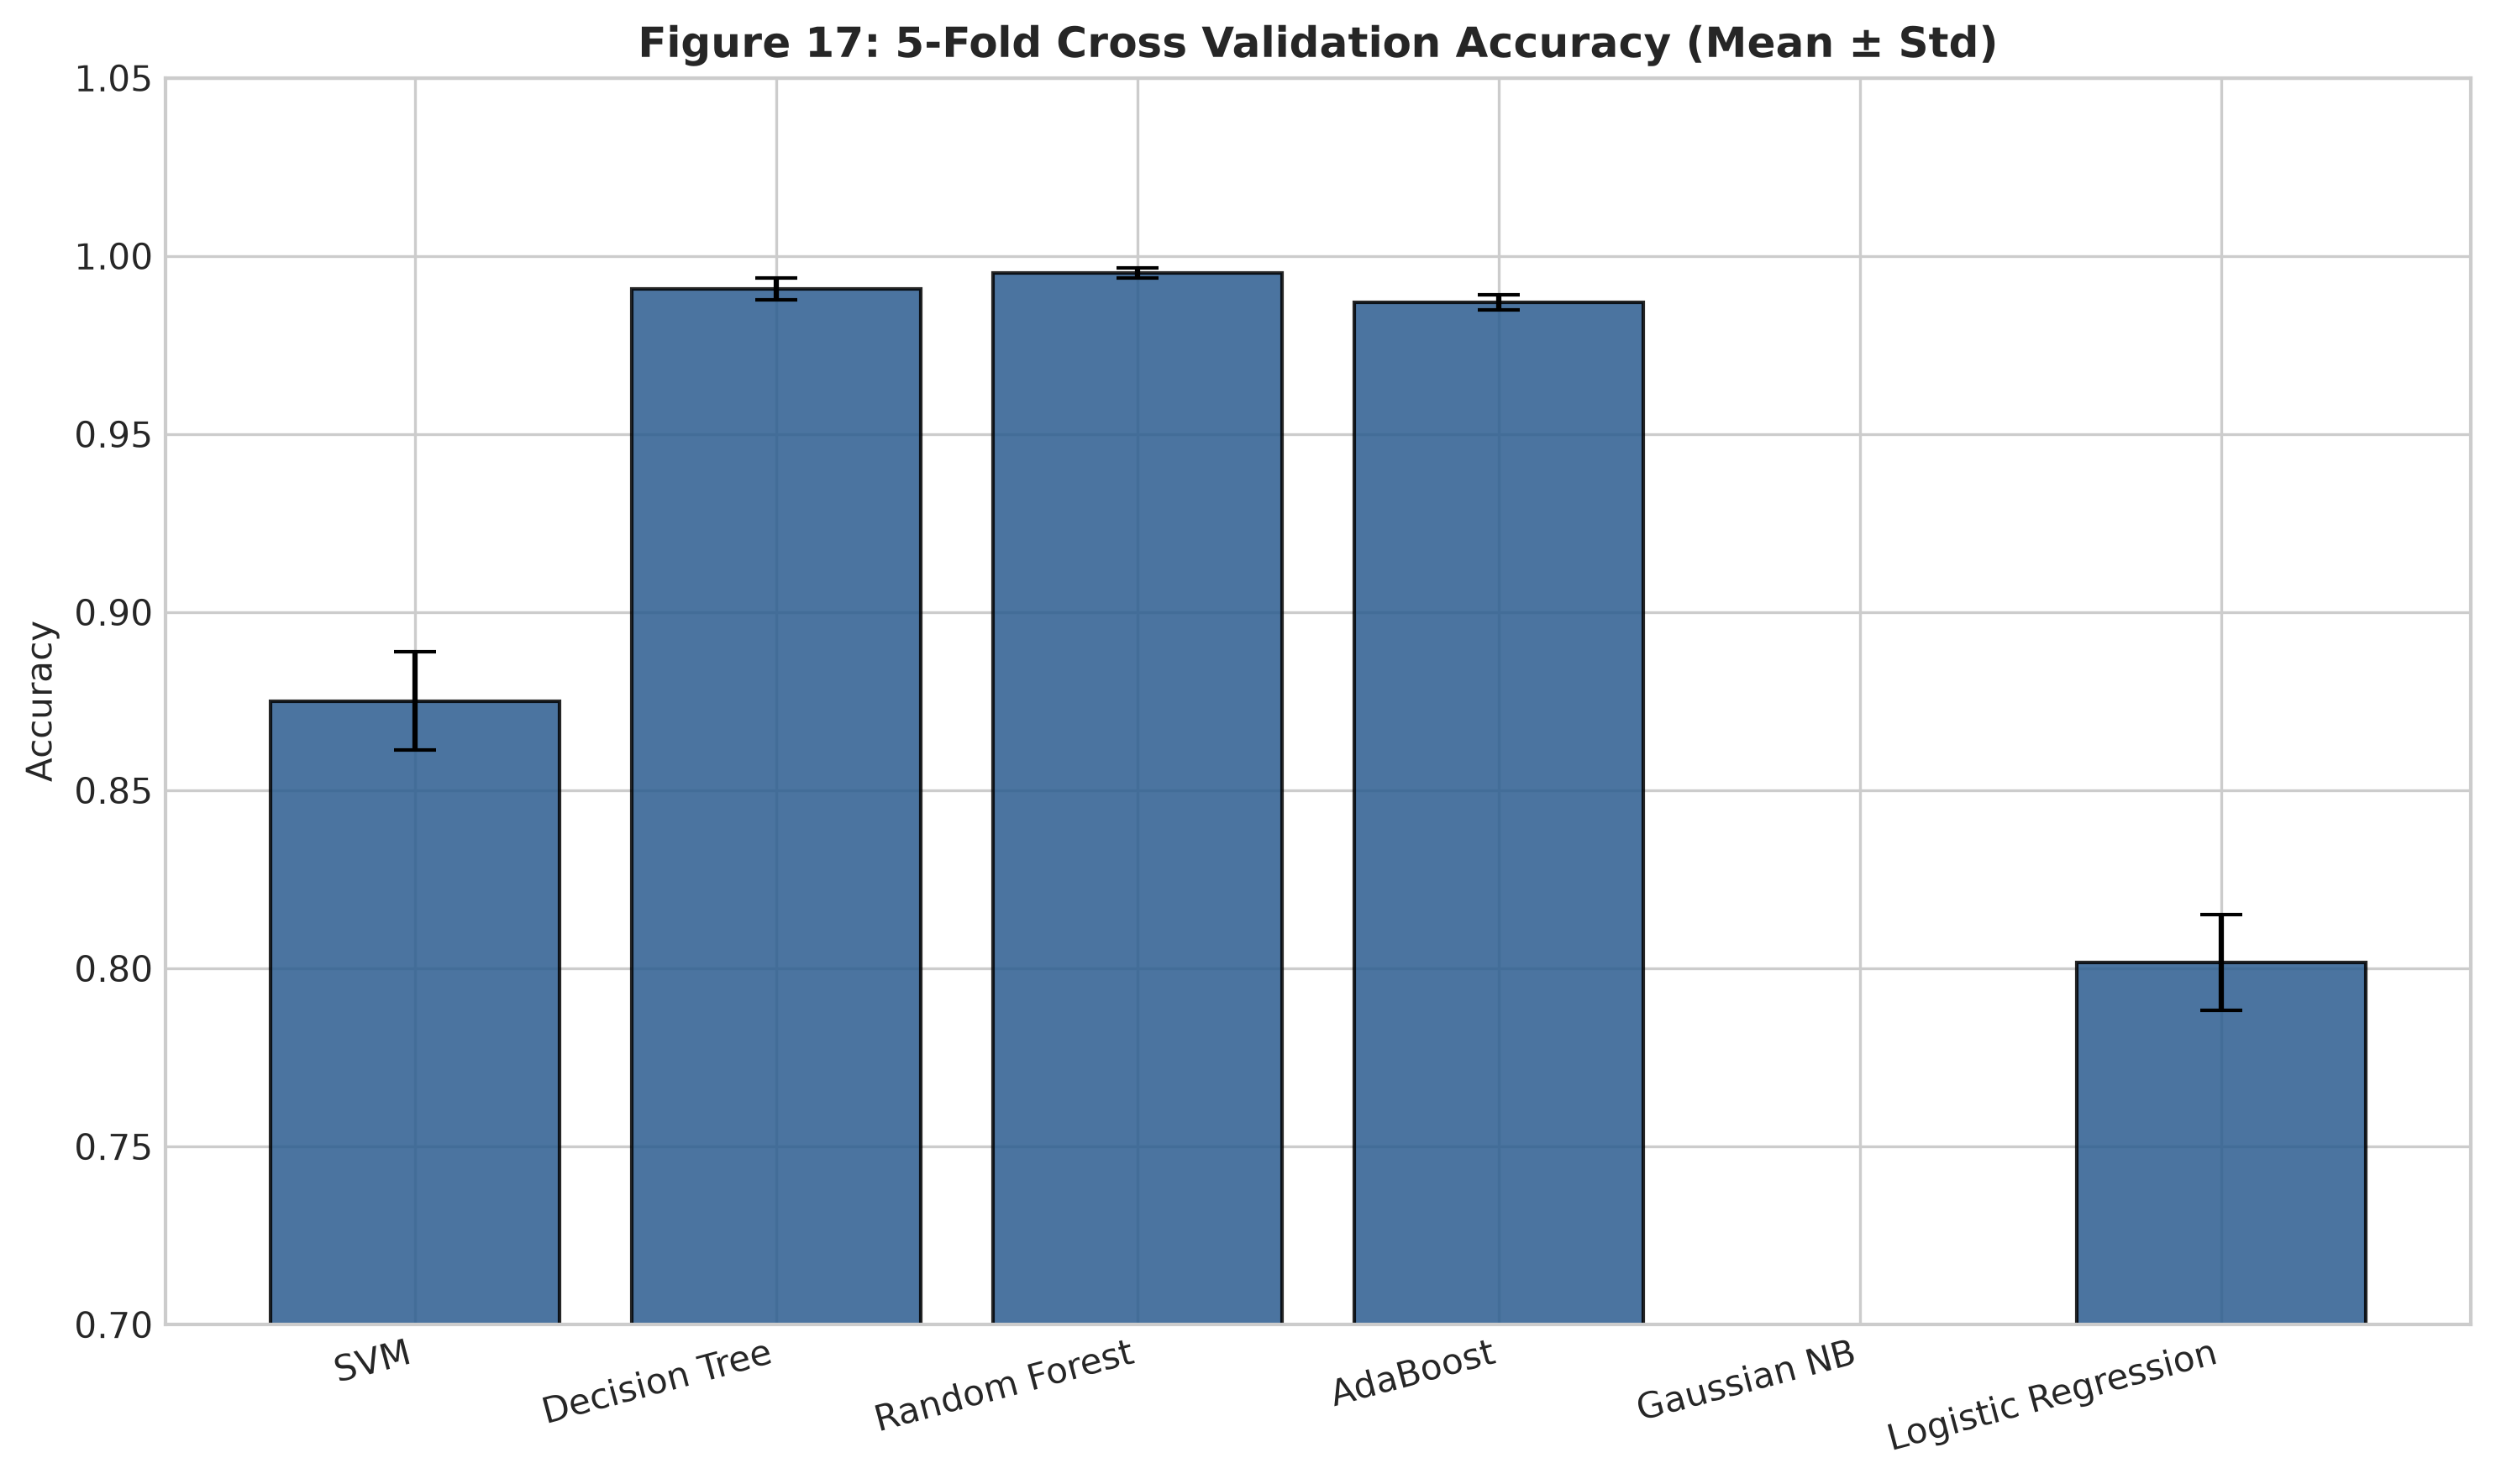 Figure 17: 5-Fold Cross Validation Accuracy (Mean ± Std)
1.05
1.00
0.95
0.90
0.85
0.80
0.75
0.70
Accuracy
SVM
Decision Tree
Random Forest
AdaBoost
Gaussian NB
Logistic Regression